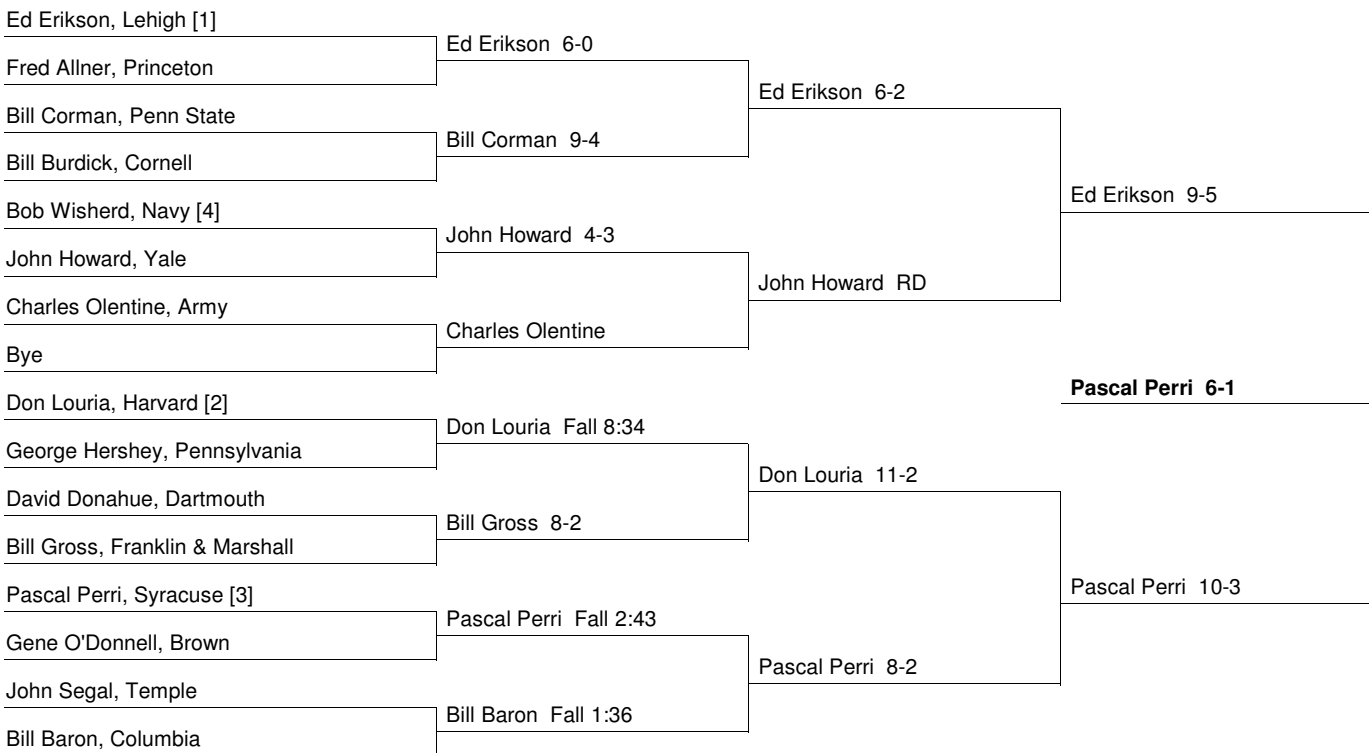 Ed Erikson, Lehigh [1]
Fred Allner, Princeton
Bill Corman, Penn State
Bill Burdick, Cornell
Bob Wisherd, Navy [4]
John Howard, Yale
Charles Olentine, Army
Bye
Don Louria, Harvard [2]
George Hershey, Pennsylvania
David Donahue, Dartmouth
Bill Gross, Franklin & Marshall
Pascal Perri, Syracuse [3]
Gene O'Donnell, Brown
John Segal, Temple
Bill Baron, Columbia
Ed Erikson 6-0
Bill Corman 9-4
John Howard 4-3
Charles Olentine
Don Louria Fall 8:34
Bill Gross 8-2
Pascal Perri Fall 2:43
Bill Baron Fall 1:36
Ed Erikson 6-2
John Howard RD
Don Louria 11-2
Pascal Perri 8-2
Ed Erikson 9-5
Pascal Perri 6-1
Pascal Perri 10-3